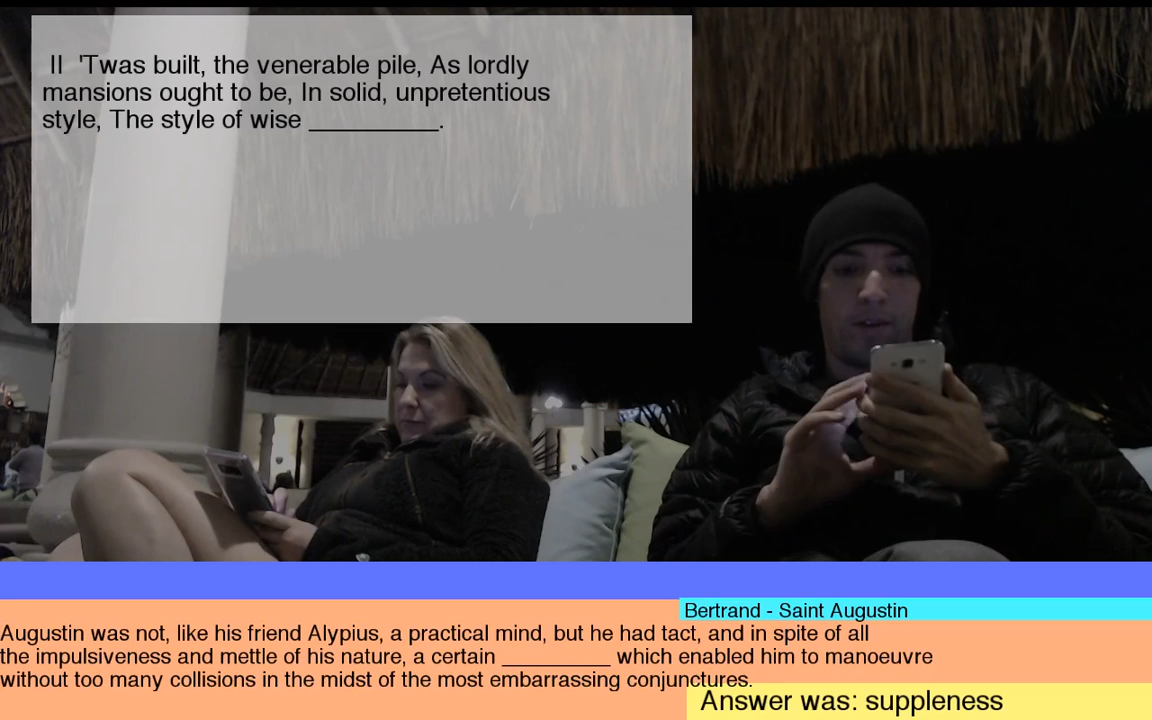 II 'Twas built, the venerable pile, As lordly
mansions ought to be, In solid, unpretentious
style, The style of wise __________.
Bertrand - Saint Augustin
Augustin was not, like his friend Alypius, a practical mind, but he had tact, and in spite of all
the impulsiveness and mettle of his nature, a certain __________ which enabled him to manoeuvre
without too many collisions in the midst of the most embarrassing conjunctures.
Answer was: suppleness